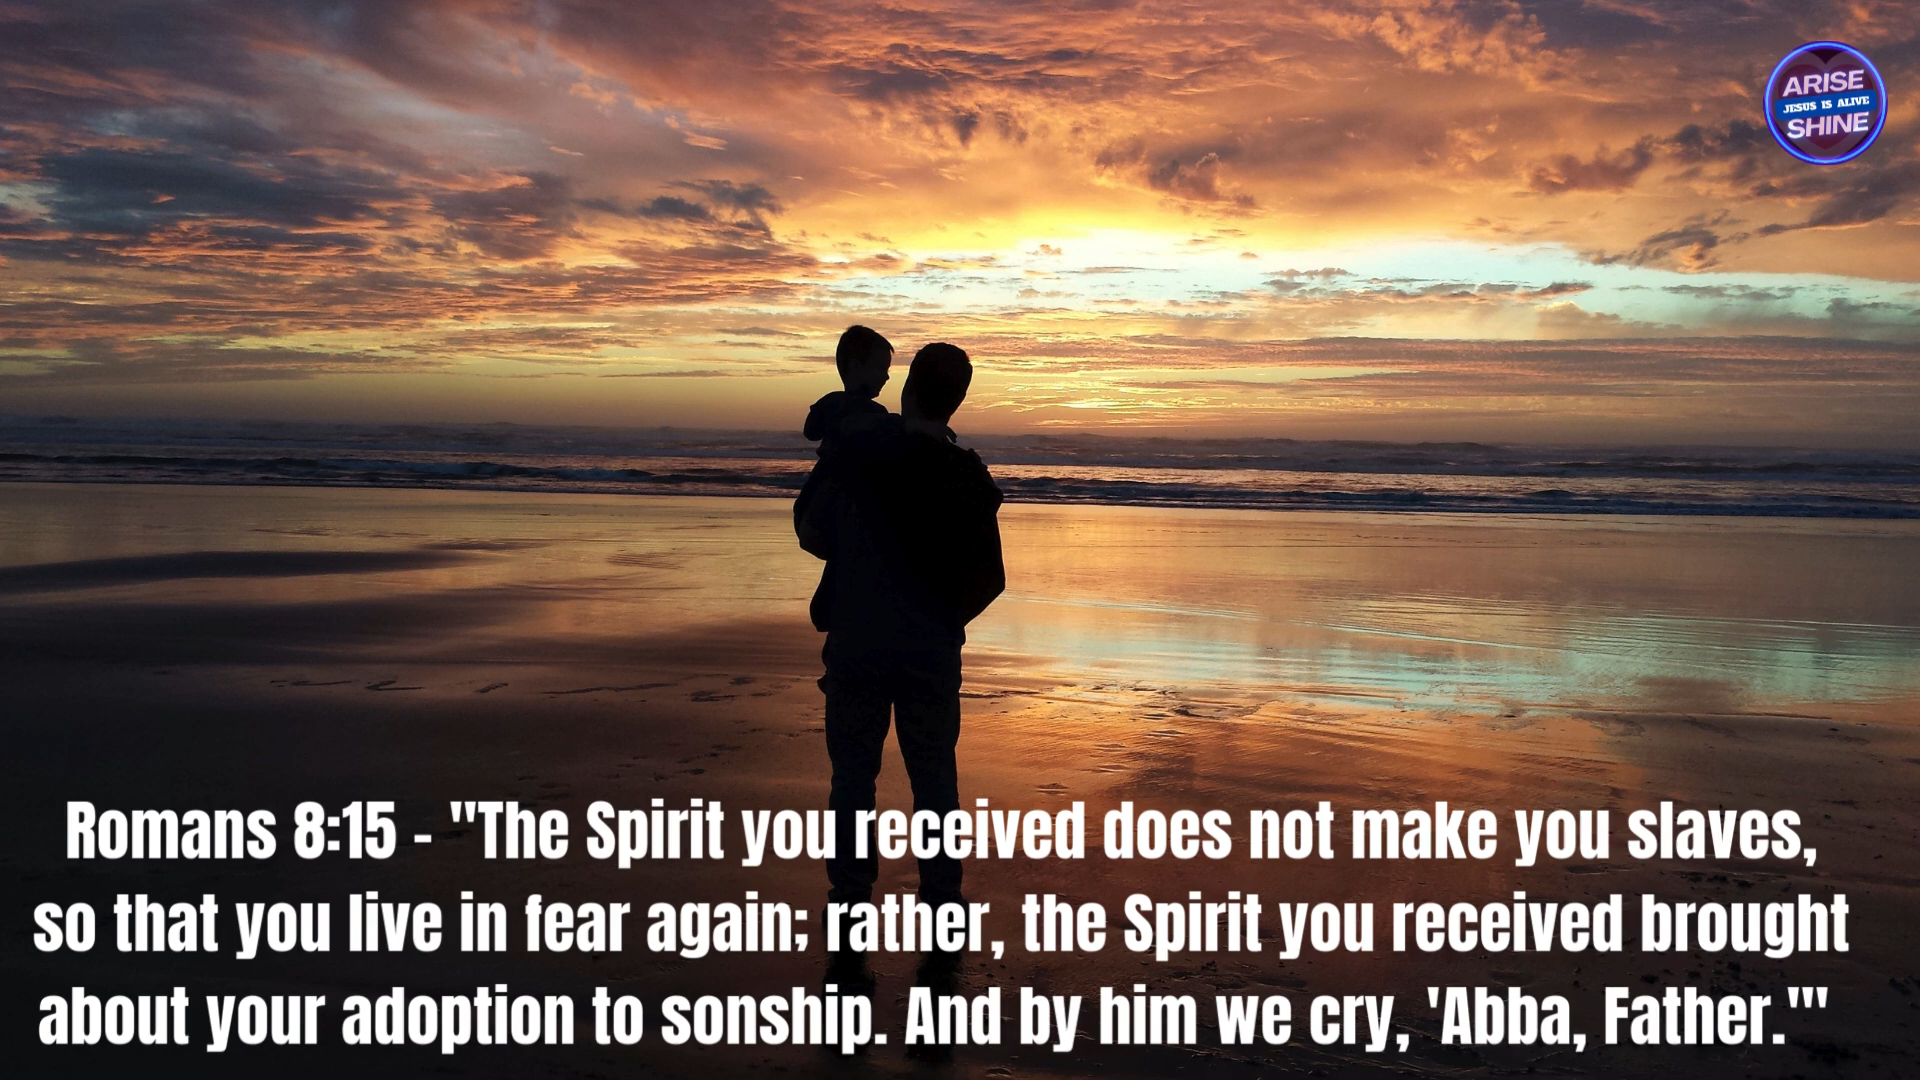 ARISE
JESUS IS ALIVE
SHINE
Romans 8:15 - "The Spirit you received does not make you slaves,
so that you live in fear again; rather, the Spirit you received brought
about your adoption to sonship. And by him we cry, 'Abba, Father.'"